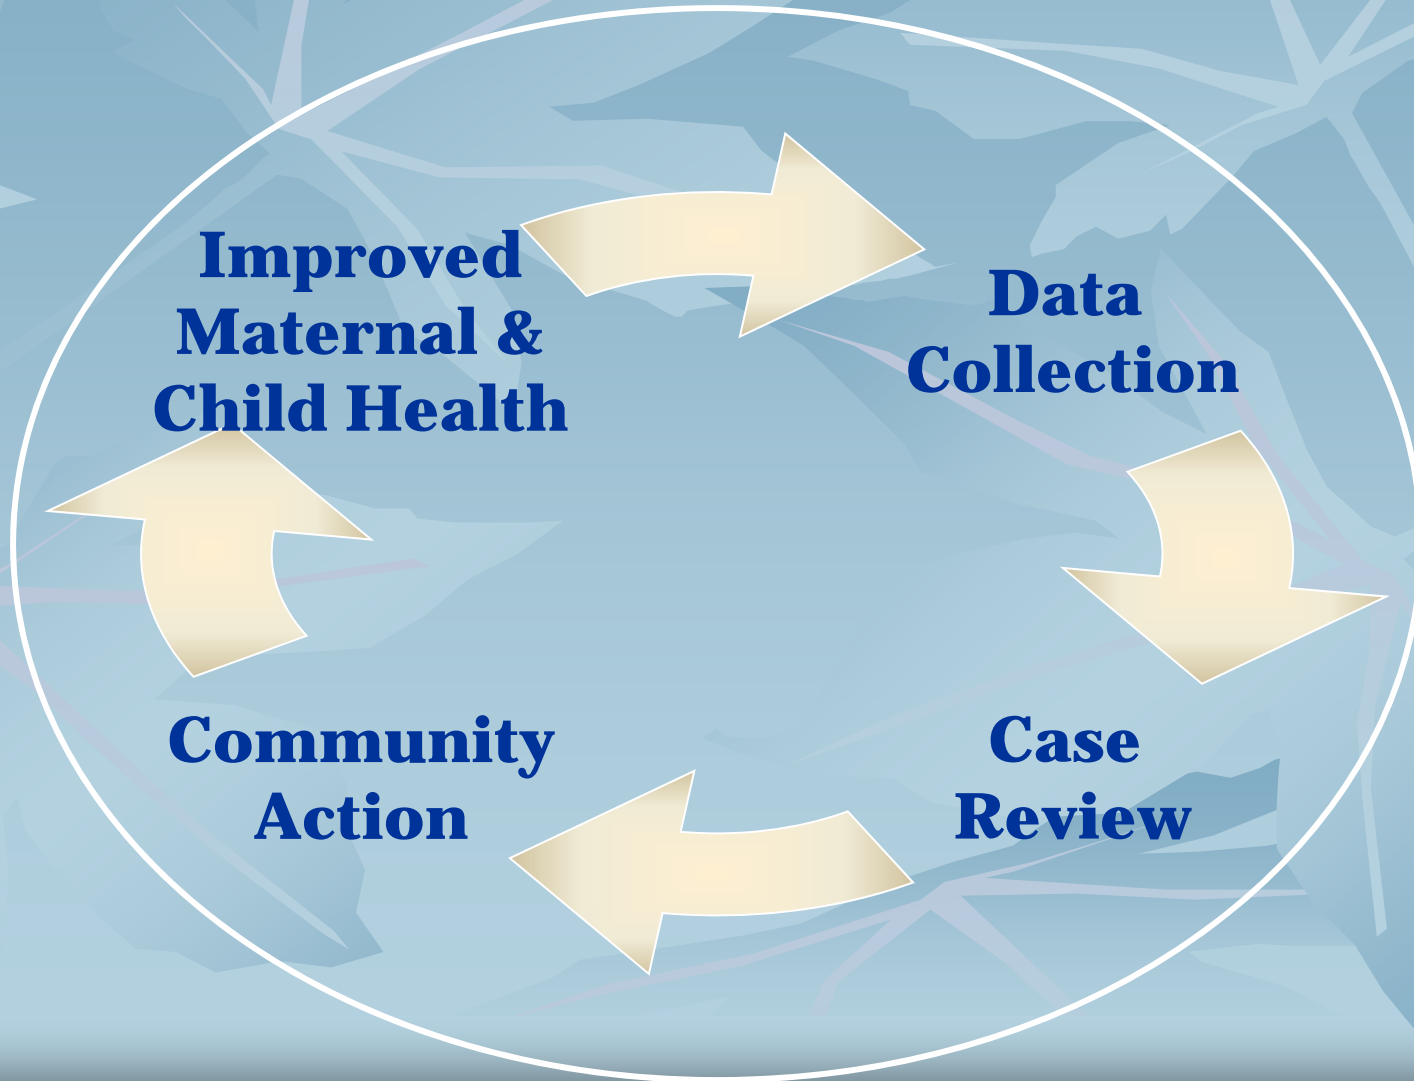 Improved
Maternal &
Child Health
Data
Collection
Case
Review
Community
Action